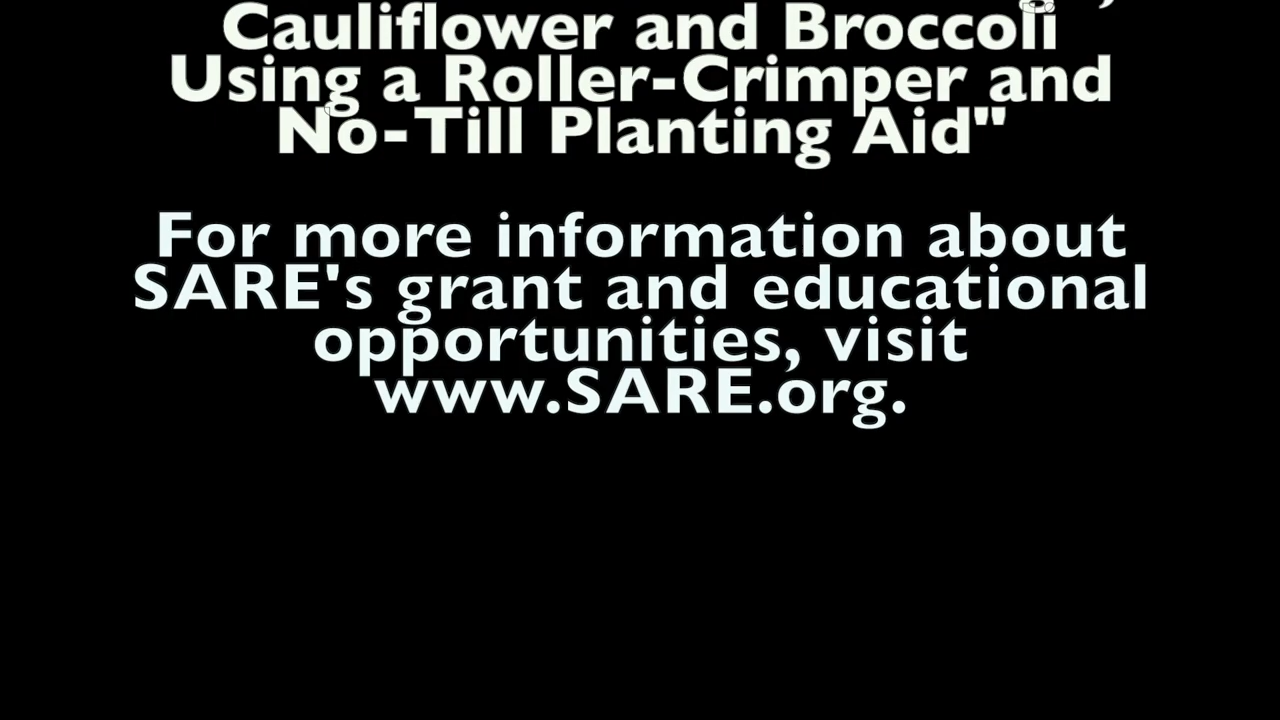 Cauliflower and Broccoli
Using a Roller-Crimper and
No-Till Planting Aid"
For more information about
SARE's grant and educational
opportunities, visit
www.SARE.org.